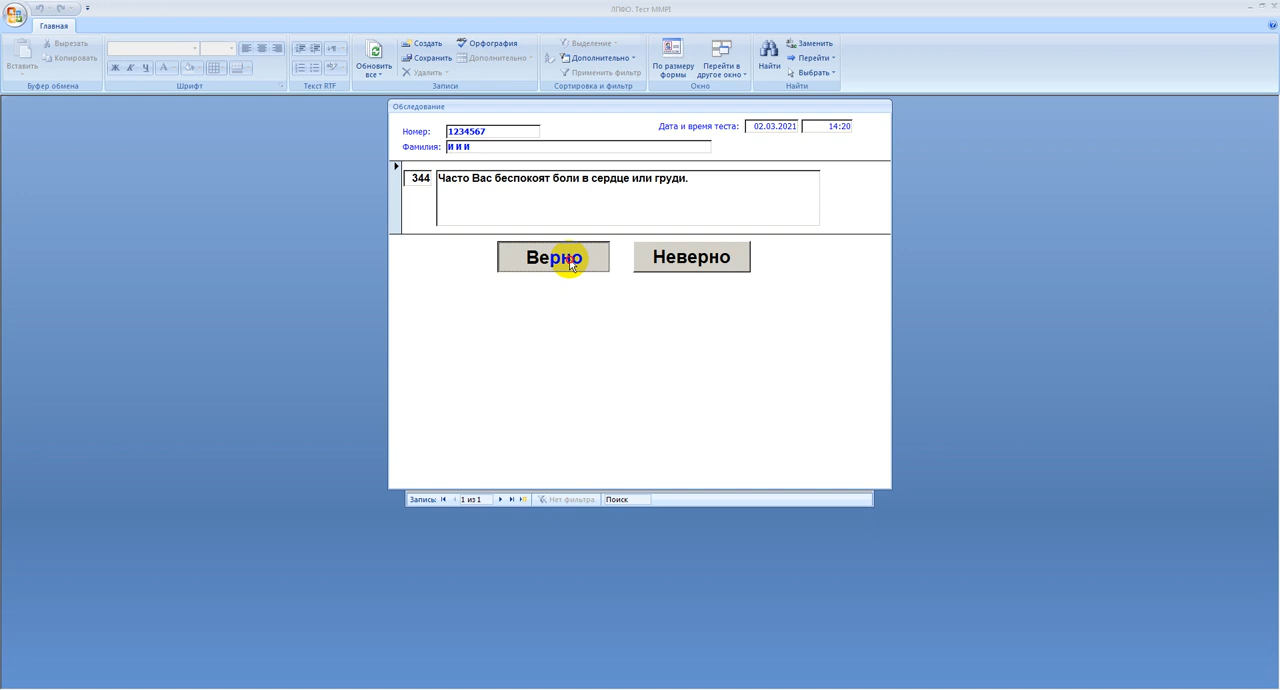 ЛПФО. Тест MMPI
Главная
Вставить
Вырезать
Копировать
Буфер обмена
Ж К Ч
Шрифт
Текст RTF
Обновить все
Создать
Сохранить
Удалить
Орфография
Дополнительно
Записи
Выделение
Дополнительно
Применить фильтр
Сортировка и фильтр
По размеру формы
Перейти в другое окно
Окно
Найти
Заменить
Перейти
Выбрать
Найти
Обследование
Номер: 1234567
Дата и время теста: 02.03.2021 14:20
Фамилия: И И И
344 Часто Вас беспокоят боли в сердце или груди.
Верно Неверно
Запись: 1 из 1 Нет фильтра Поиск